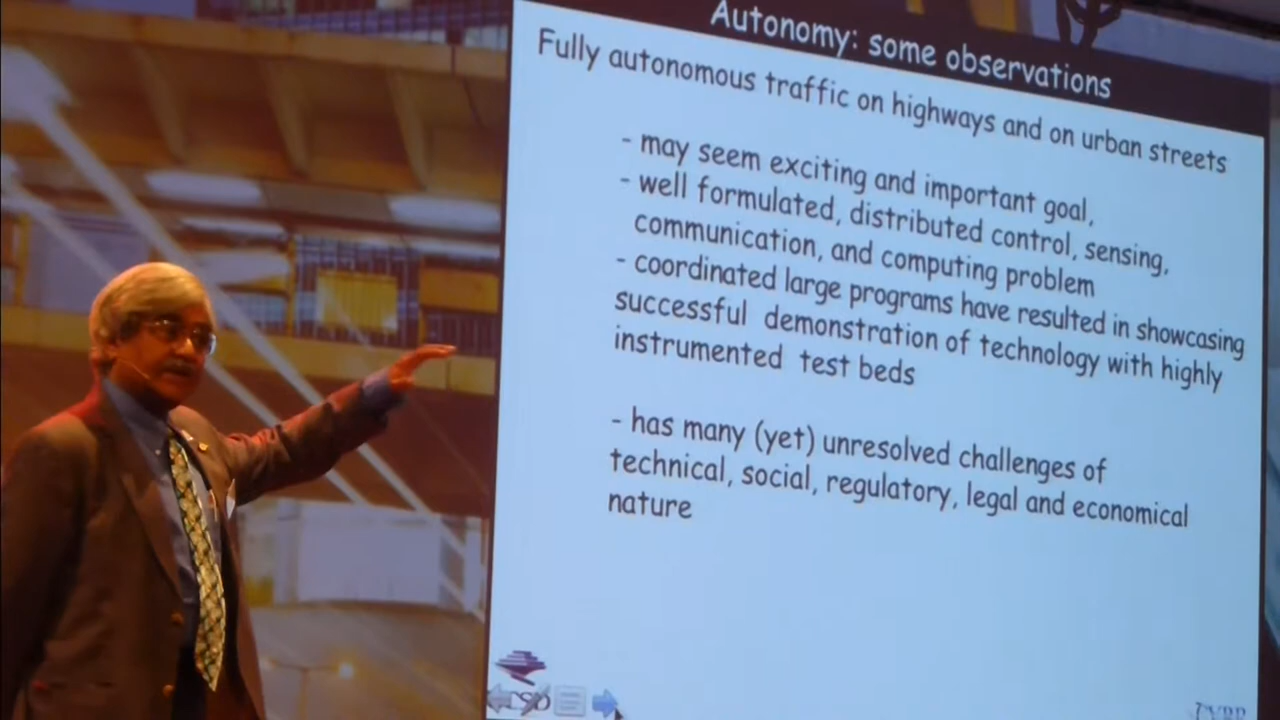 Autonomy: some observations
Fully autonomous traffic on highways and on urban streets
- may seem exciting and important goal,
- well formulated, distributed control, sensing,
communication, and computing problem
- coordinated large programs have resulted in showcasing
successful demonstration of technology with highly
instrumented test beds
- has many (yet) unresolved challenges of
technical, social, regulatory, legal and economical
nature